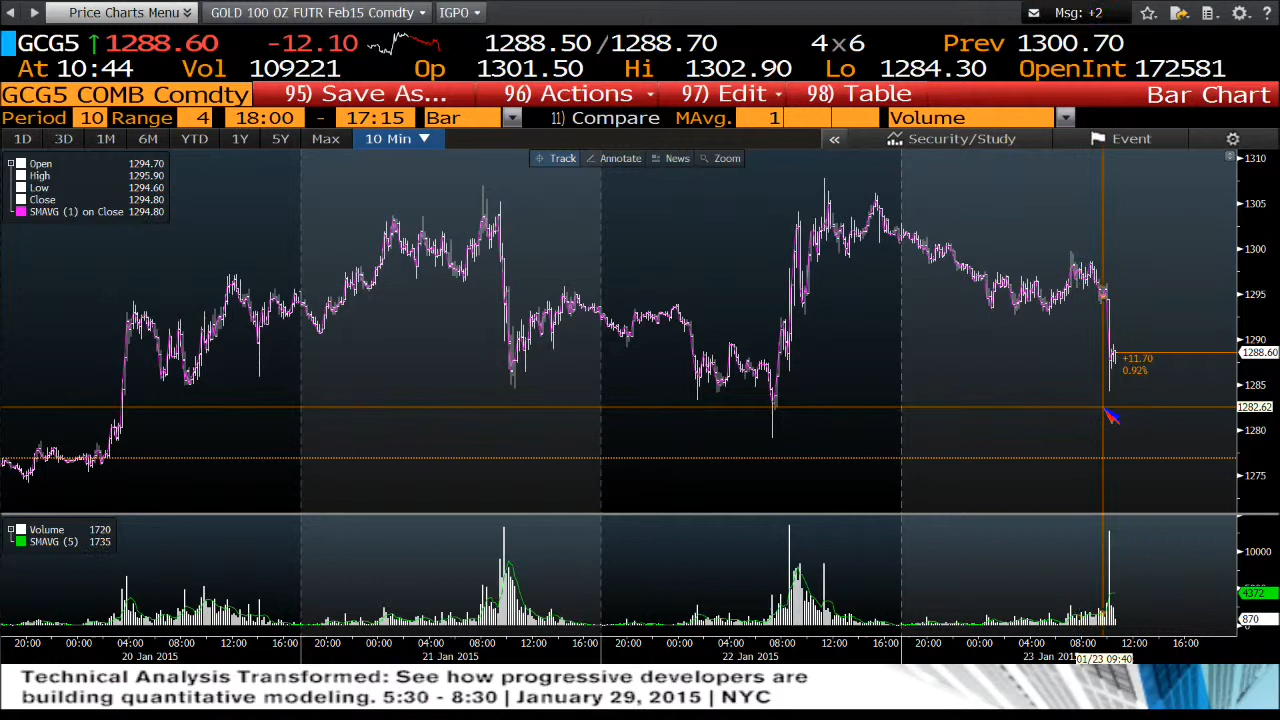 Price Charts Menu GOLD 100 OZ FUTR Feb15 Comdty IGPO Msg: +2 ?
GCG5 ↑1288.60 -12.10 1288.50/1288.70 4x6 Prev 1300.70
At 10:44 Vol 109221 Op 1301.50 Hi 1302.90 Lo 1284.30 OpenInt 172581
GCG5 COMB Comdty 95) Save As... 96) Actions 97) Edit 98) Table Bar Chart
Period 10 Range 4 18:00 - 17:15 Bar 11) Compare MAvg. 1 Volume
1D 3D 1M 6M YTD 1Y 5Y Max 10 Min ▼ « Security/Study Event
Track Annotate News Zoom
Open 1294.70
High 1295.90
Low 1294.60
Close 1294.80
SMAVG (1) on Close 1294.80
1310
1305
1300
1295
1290
1288.60
+11.70
0.92%
1285
1282.62
1280
1275
Volume 1720
SMAVG (5) 1735
10000
4372
870
20:00 00:00 04:00 08:00 12:00 16:00 20:00 00:00 04:00 08:00 12:00 16:00 20:00 00:00 04:00 08:00 12:00 16:00 20:00 00:00 04:00 08:00 12:00 16:00
20 Jan 2015 21 Jan 2015 22 Jan 2015 23 Jan 01/23 09:40
Technical Analysis Transformed: See how progressive developers are
building quantitative modeling. 5:30 - 8:30 | January 29, 2015 | NYC